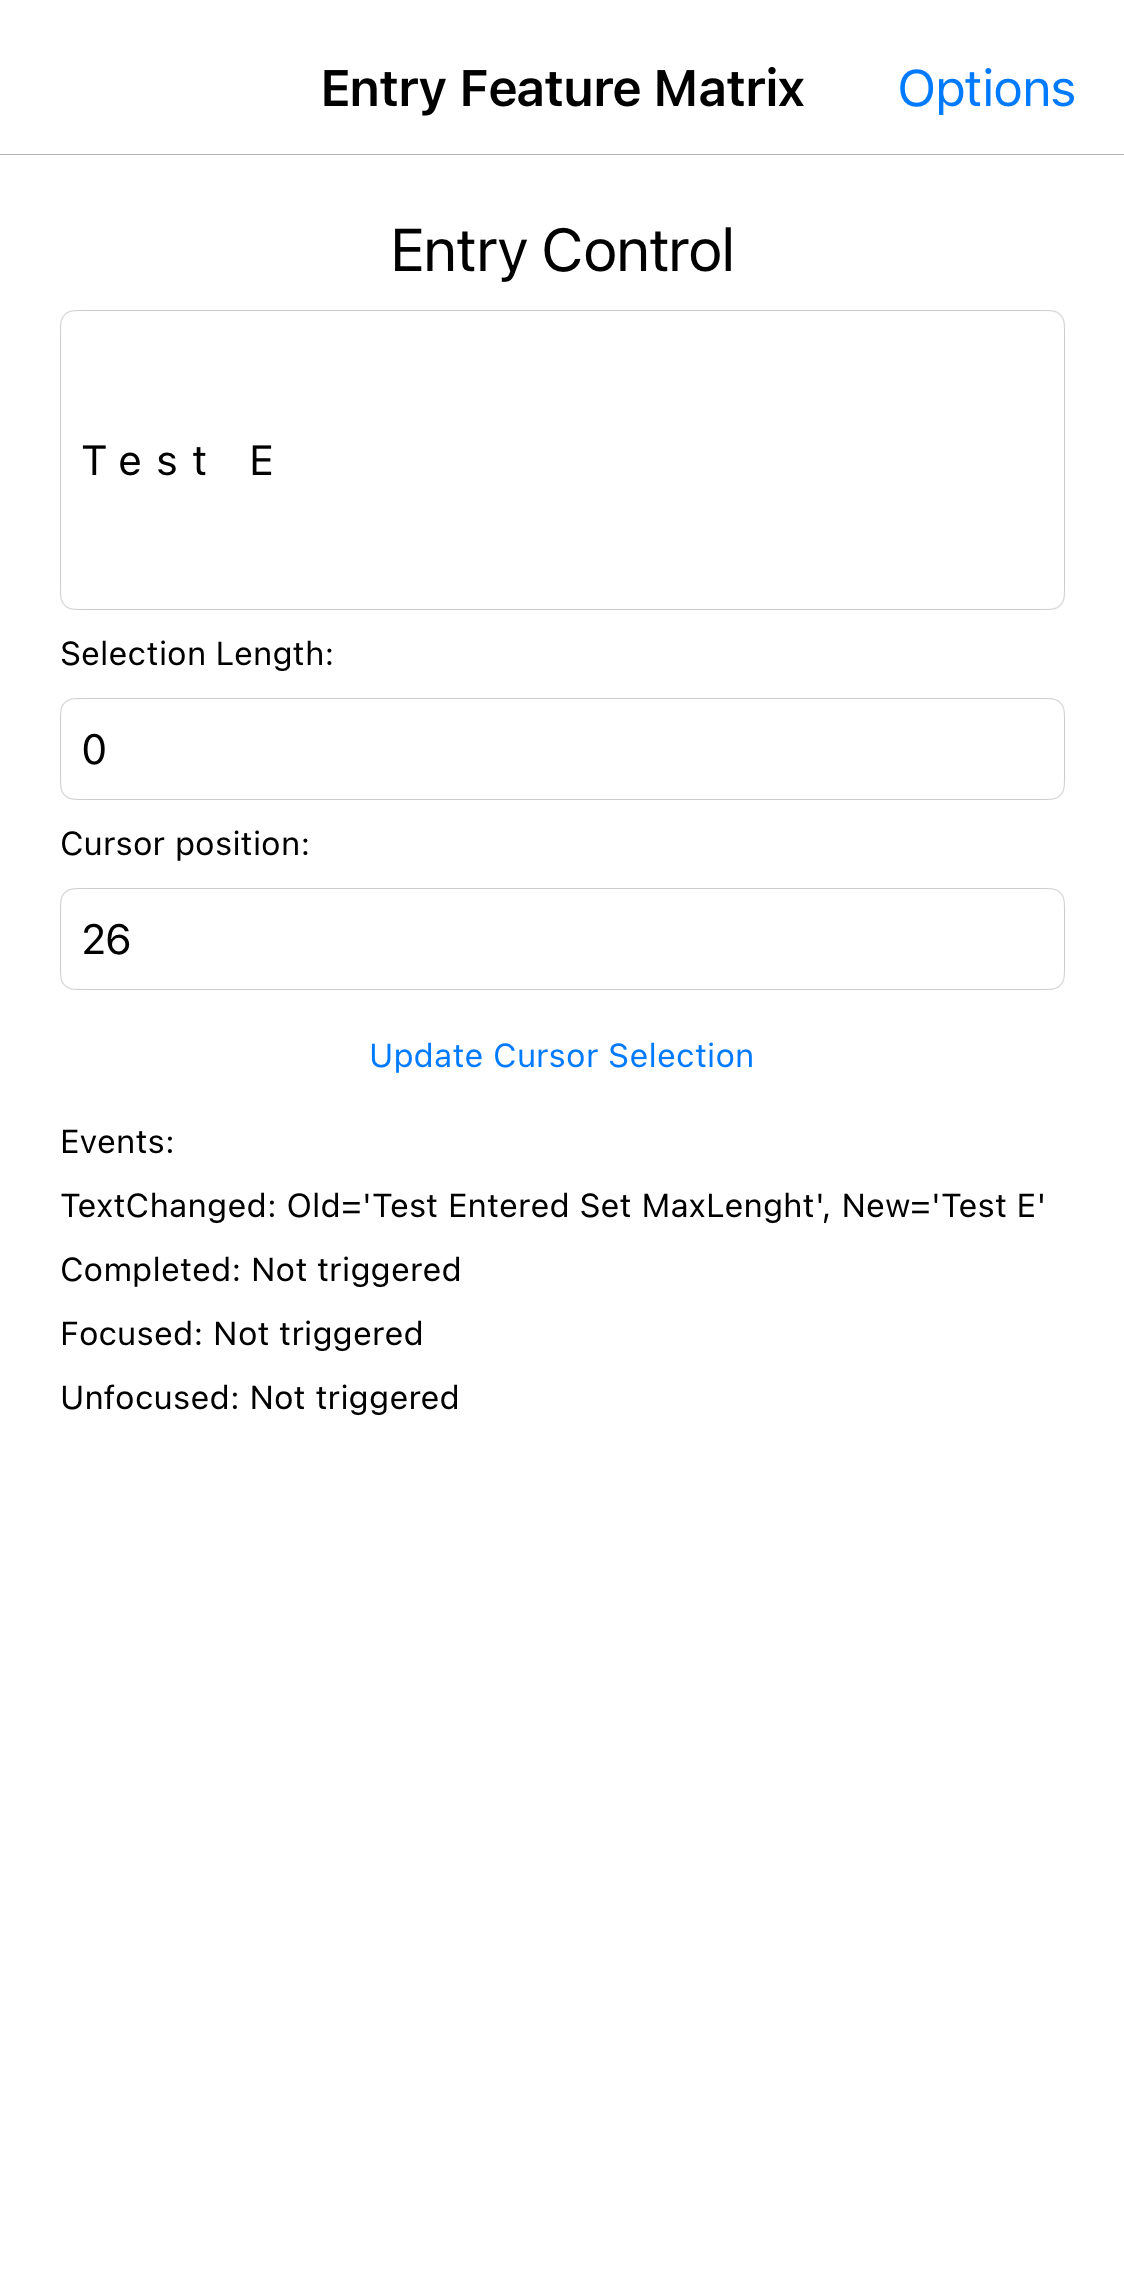 Entry Feature Matrix Options
Entry Control
Test E
Selection Length:
0
Cursor position:
26
Update Cursor Selection
Events:
TextChanged: Old='Test Entered Set MaxLenght', New='Test E'
Completed: Not triggered
Focused: Not triggered
Unfocused: Not triggered